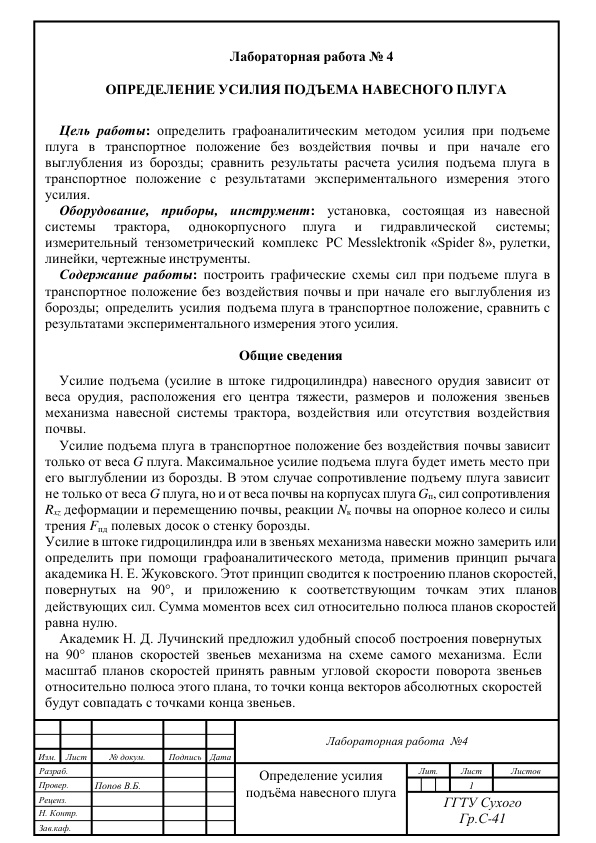 Лабораторная работа № 4
ОПРЕДЕЛЕНИЕ УСИЛИЯ ПОДЪЕМА НАВЕСНОГО ПЛУГА
Цель работы: определить графоаналитическим методом усилия при подъеме
плуга в транспортное положение без воздействия почвы и при начале его
выглубления из борозды; сравнить результаты расчета усилия подъема плуга в
транспортное положение с результатами экспериментального измерения этого
усилия.
Оборудование, приборы, инструмент: установка, состоящая из навесной
системы трактора, однокорпусного плуга и гидравлической системы;
измерительный тензометрический комплекс PC Messlektronik «Spider 8», рулетки,
линейки, чертежные инструменты.
Содержание работы: построить графические схемы сил при подъеме плуга в
транспортное положение без воздействия почвы и при начале его выглубления из
борозды; определить усилия подъема плуга в транспортное положение, сравнить с
результатами экспериментального измерения этого усилия.
Общие сведения
Усилие подъема (усилие в штоке гидроцилиндра) навесного орудия зависит от
веса орудия, расположения его центра тяжести, размеров и положения звеньев
механизма навесной системы трактора, воздействия или отсутствия воздействия
почвы.
Усилие подъема плуга в транспортное положение без воздействия почвы зависит
только от веса G плуга. Максимальное усилие подъема плуга будет иметь место при
его выглублении из борозды. В этом случае сопротивление подъему плуга зависит
не только от веса G плуга, но и от веса почвы на корпусах плуга Gп, сил сопротивления
Rxz деформации и перемещению почвы, реакции Nк почвы на опорное колесо и силы
трения Fпд полевых досок о стенку борозды.
Усилие в штоке гидроцилиндра или в звеньях механизма навески можно замерить или
определить при помощи графоаналитического метода, применив принцип рычага
академика Н. Е. Жуковского. Этот принцип сводится к построению планов скоростей,
повернутых на 90°, и приложению к соответствующим точкам этих планов
действующих сил. Сумма моментов всех сил относительно полюса планов скоростей
равна нулю.
Академик Н. Д. Лучинский предложил удобный способ построения повернутых
на 90° планов скоростей звеньев механизма на схеме самого механизма. Если
масштаб планов скоростей принять равным угловой скорости поворота звеньев
относительно полюса этого плана, то точки конца векторов абсолютных скоростей
будут совпадать с точками конца звеньев.
Лабораторная работа №4
Изм. Лист № докум. Подпись Дата
Разраб.
Провер. Попов В.Б.
Реценз.
Н. Контр.
Зав.каф.
Определение усилия
подъёма навесного плуга
Лит. Лист Листов
1
ГГТУ Сухого
Гр.С-41